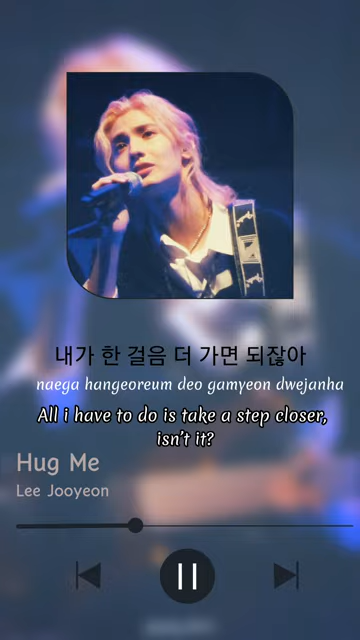 내가 한 걸음 더 가면 되잖아
naega hangeoreum deo gamyeon dwejanha
All i have to do is take a step closer,
isn't it?
Hug Me
Lee Jooyeon